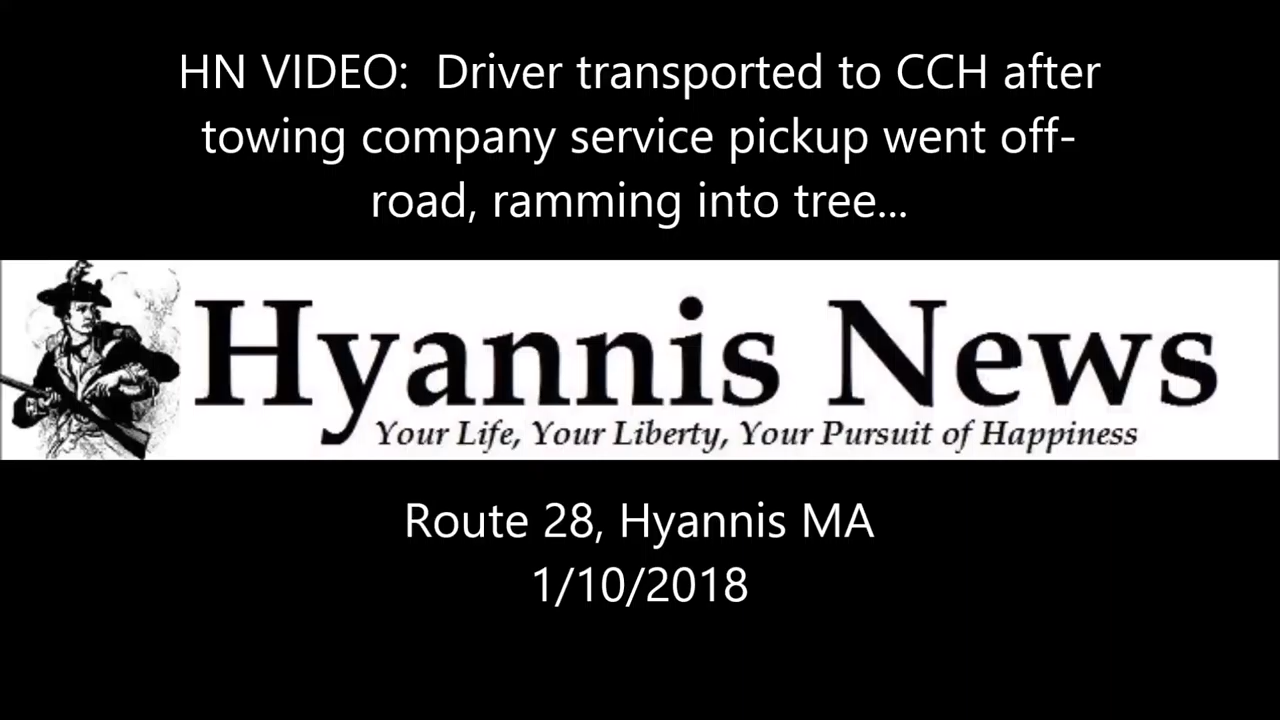 HN VIDEO:  Driver transported to CCH after
towing company service pickup went off-
road, ramming into tree...
Hyannis News
Your Life, Your Liberty, Your Pursuit of Happiness
Route 28, Hyannis MA
1/10/2018